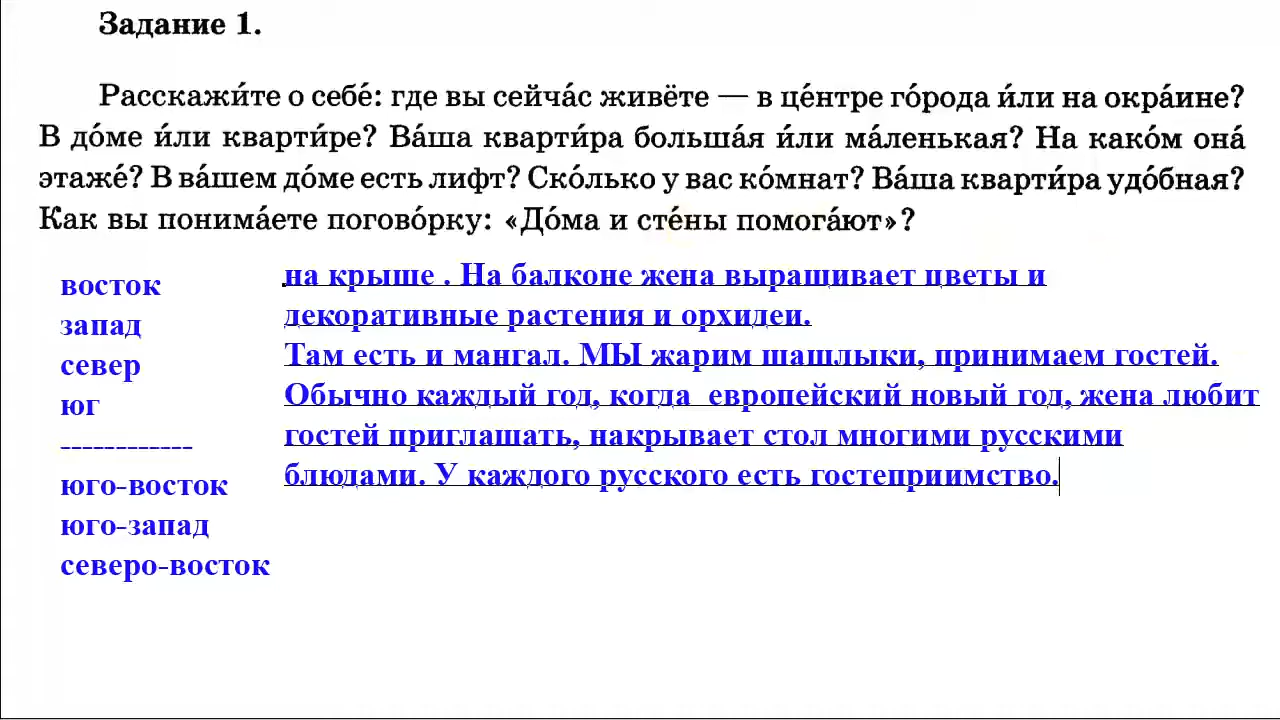 Задание 1.
Расскажи́те о себе́: где вы сейча́с живёте — в це́нтре го́рода и́ли на окра́ине?
В до́ме и́ли кварти́ре? Ва́ша кварти́ра больша́я и́ли ма́ленькая? На како́м она́
этаже́? В ва́шем до́ме есть лифт? Ско́лько у вас ко́мнат? Ва́ша кварти́ра удо́бная?
Как вы понима́ете погово́рку: «До́ма и сте́ны помога́ют»?
восток
запад
север
юг
------------
юго-восток
юго-запад
северо-восток
на крыше . На балконе жена выращивает цветы и
декоративные растения и орхидеи.
Там есть и мангал. МЫ жарим шашлыки, принимаем гостей.
Обычно каждый год, когда  европейский новый год, жена любит
гостей приглашать, накрывает стол многими русскими
блюдами. У каждого русского есть гостеприимство.